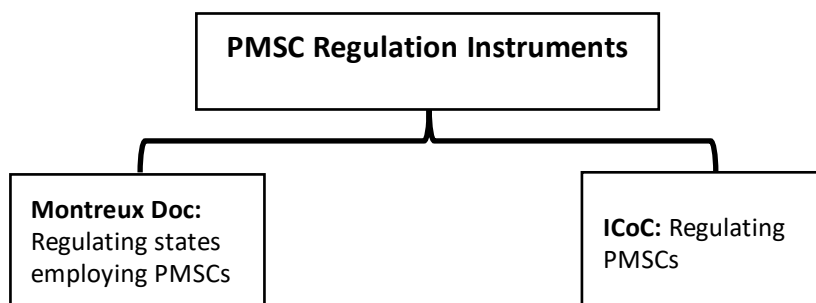 PMSC Regulation Instruments
Montreux Doc:
Regulating states
employing PMSCs
ICoC: Regulating
PMSCs